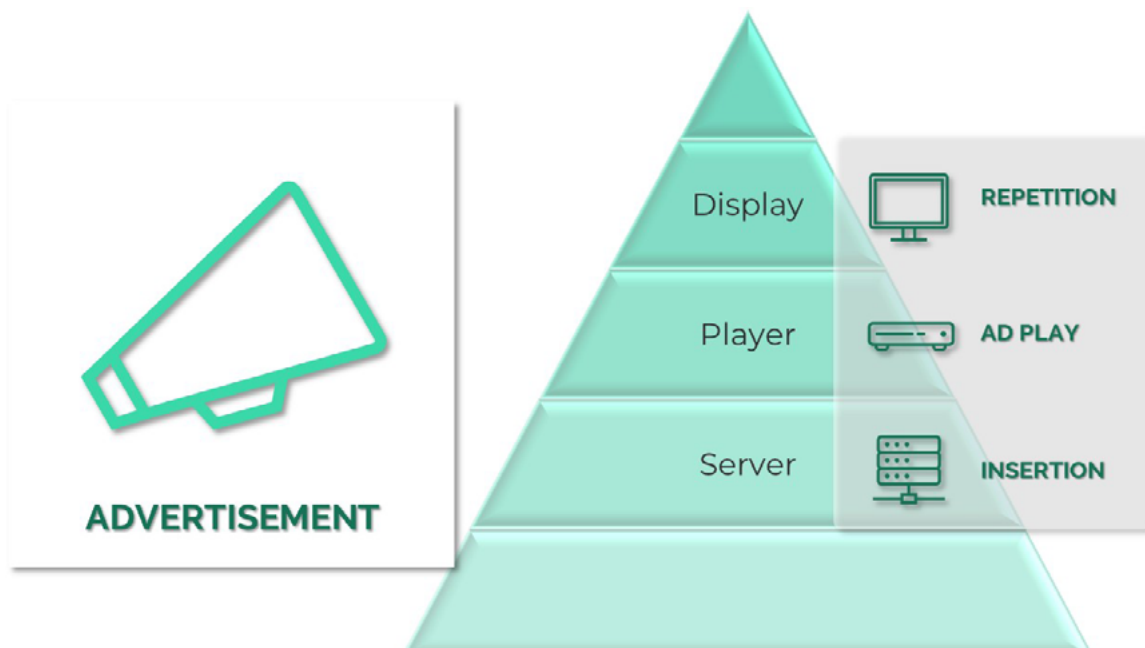 Display
REPETITION
Player
AD PLAY
Server
INSERTION
ADVERTISEMENT